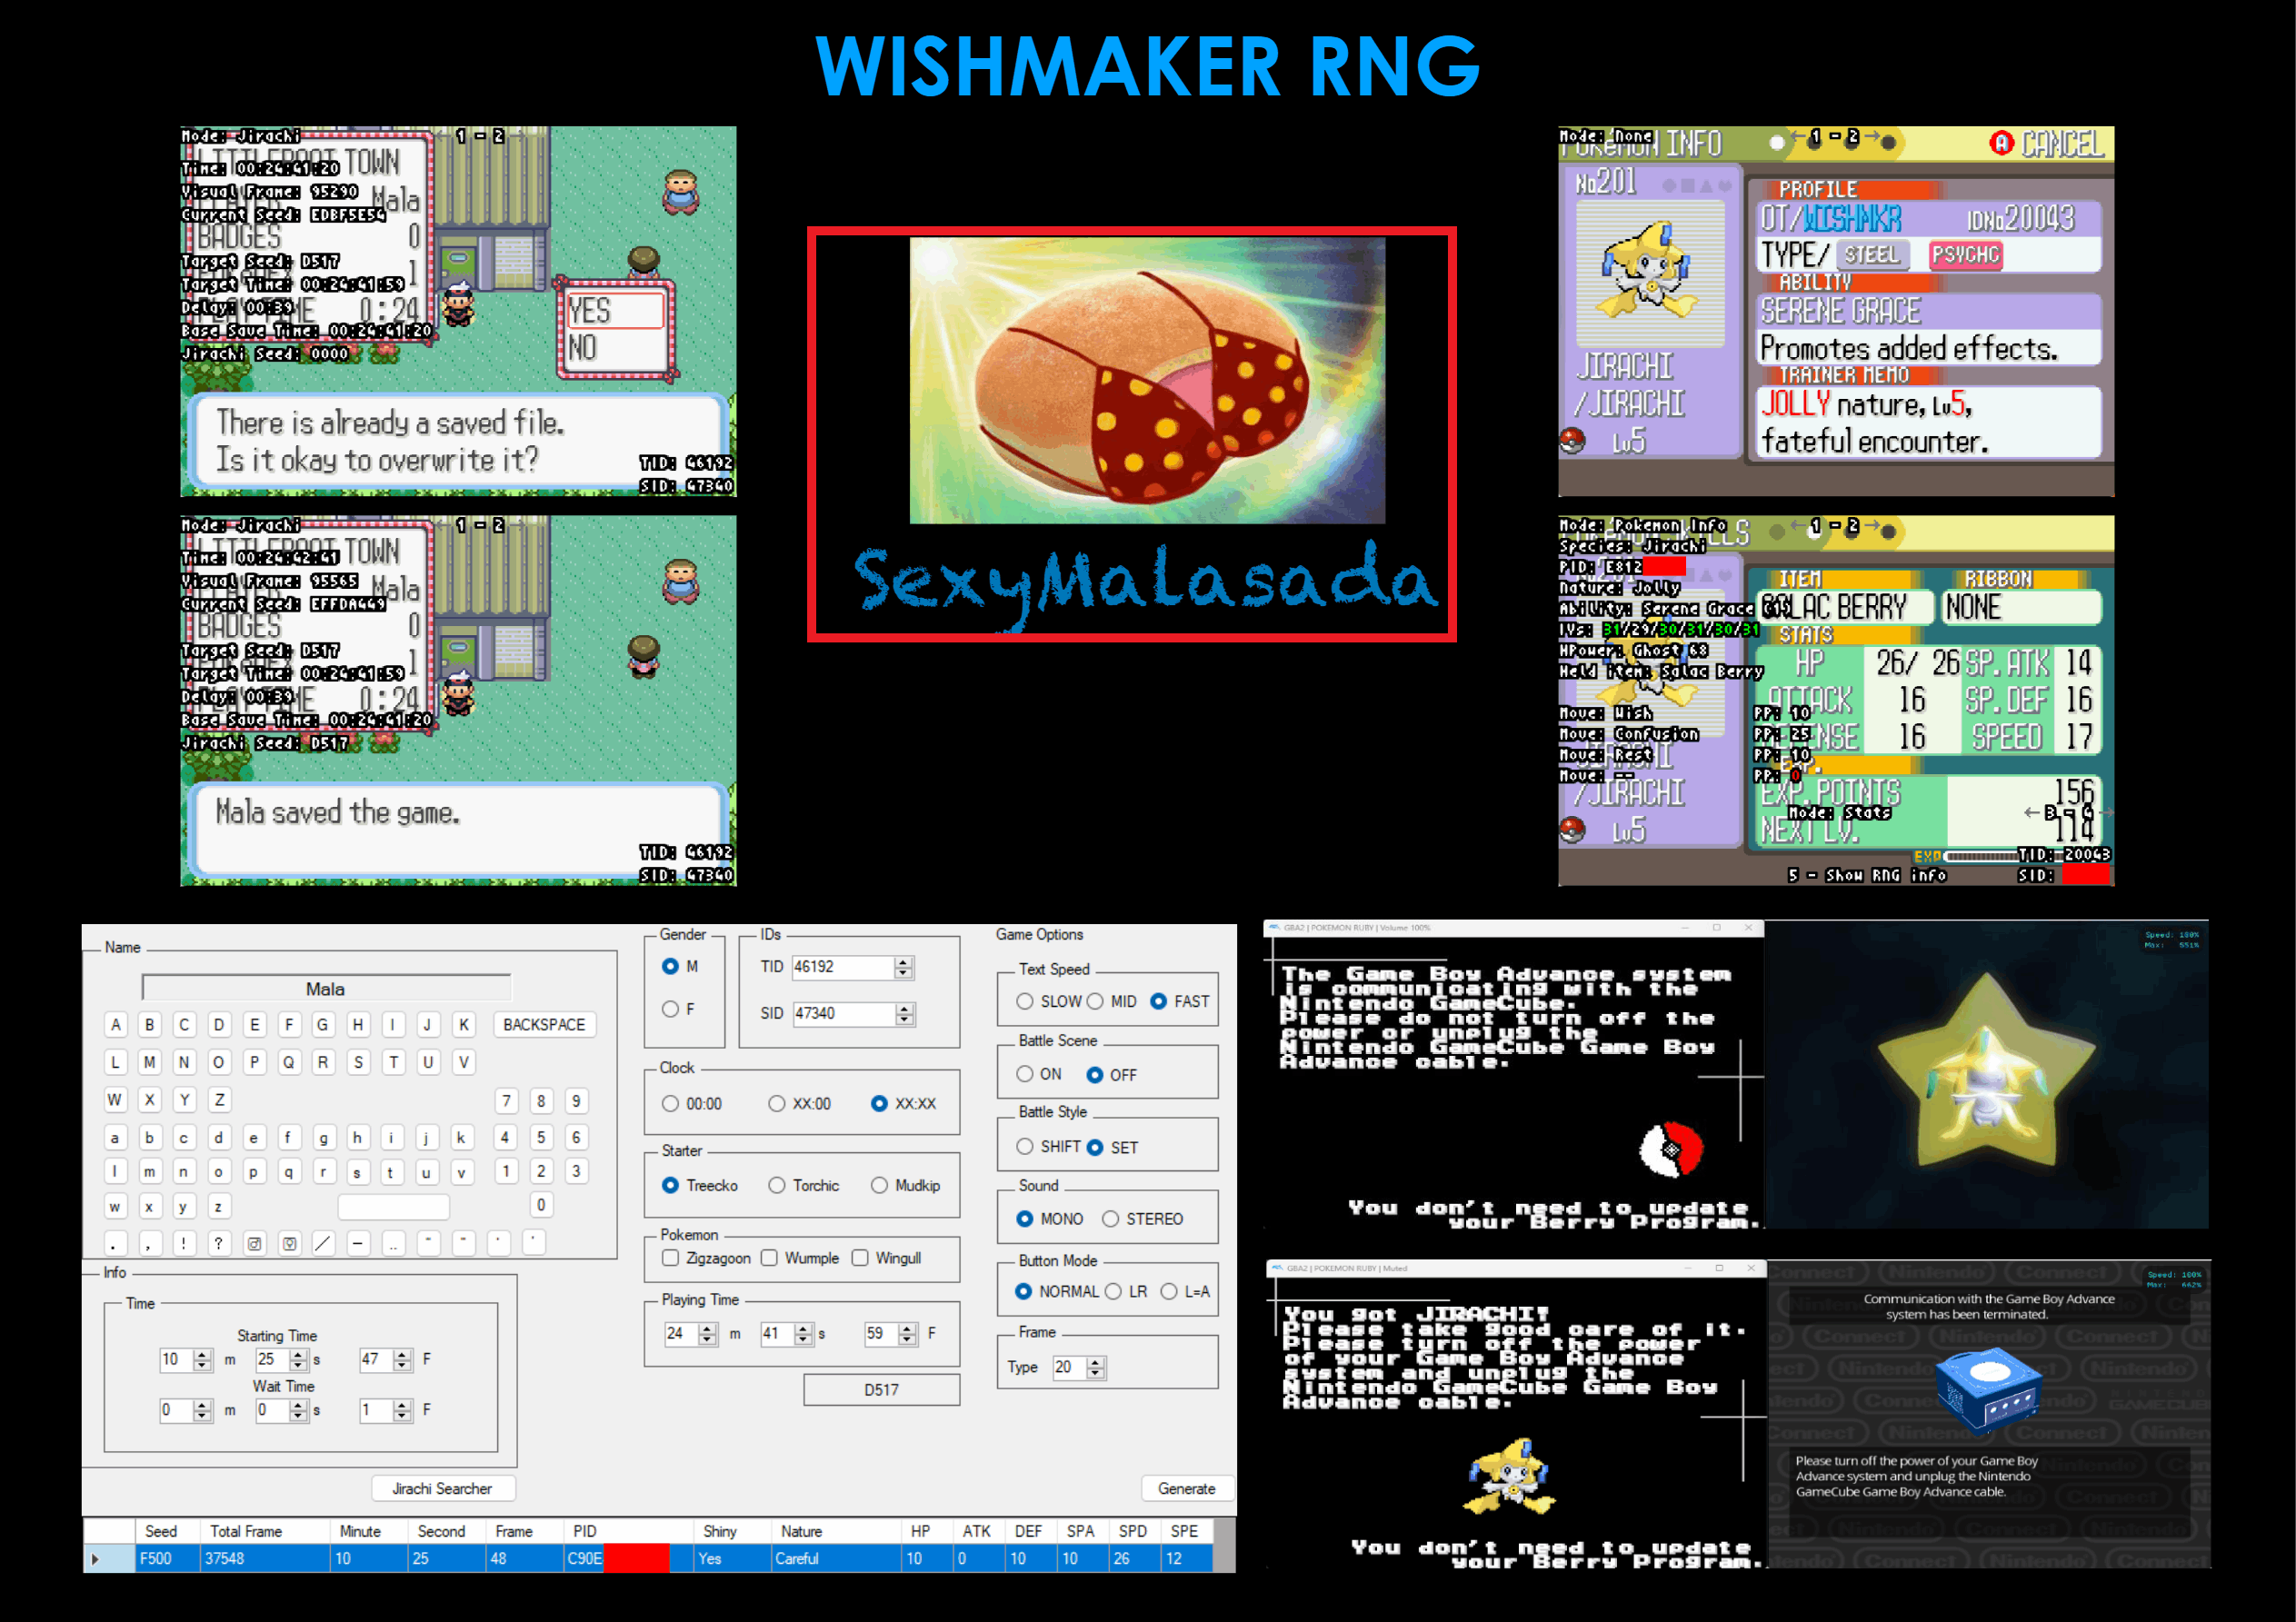 WISHMAKER RNG
Mode: Jirachi
← 1 - 2 →
LITTLEROOT TOWN
Time: 00:24:41:20
Visual Frame: 95290
Mala
Current Seed: EDBF5E54
BADGES 0
Target Seed: D517
1
Target Time: 00:24:41:59
Delay: 00:39
0:24
Base Save Time: 00:24:41:20
Jirachi Seed: 0000
YES
NO
There is already a saved file.
Is it okay to overwrite it?
TID: 46192
SID: 47340
Mode: Jirachi
← 1 - 2 →
LITTLEROOT TOWN
Time: 00:24:42:41
Visual Frame: 95565
Mala
Current Seed: EFFDA449
BADGES 0
Target Seed: D517
1
Target Time: 00:24:41:59
Delay: 00:39
0:24
Base Save Time: 00:24:41:20
Jirachi Seed: D517
Mala saved the game.
TID: 46192
SID: 47340
SexyMalasada
Mode: None
← 1 - 2 →
POKéMON INFO
CANCEL
No201
PROFILE
OT/WISHMKR IDNo20043
TYPE/ STEEL PSYCHC
ABILITY
SERENE GRACE
Promotes added effects.
TRAINER MEMO
JOLLY nature, Lv5,
fateful encounter.
JIRACHI
/JIRACHI
Lv5
Mode: Pokemon Info
← 1 - 2 →
Species: Jirachi
PID: E812
Nature: Jolly
Ability: Serene Grace (1)
IVs: 31/29/30/31/30/31
HPower: Ghost 68
Held item: Salac Berry
ITEM RIBBON
SALAC BERRY NONE
STATS
HP 26/ 26 SP. ATK 14
ATTACK 16 SP. DEF 16
DEFENSE 16 SPEED 17
Move: Wish PP: 10
Move: Confusion PP: 25
Move: Rest PP: 10
Move: -- PP: 0
JIRACHI
/JIRACHI
Lv5
EXP.
EXP. POINTS 156
Mode: Stats
NEXT LV. 114
EXP
TID: 20043
5 - Show RNG info
SID:
Name
Mala
A B C D E F G H I J K BACKSPACE
L M N O P Q R S T U V
W X Y Z 7 8 9
a b c d e f g h i j k 4 5 6
l m n o p q r s t u v 1 2 3
w x y z 0
. , ! ? / – ..
Info
Time
Starting Time
10 m 25 s 47 F
Wait Time
0 m 0 s 1 F
Jirachi Searcher
Gender
M
F
IDs
TID 46192
SID 47340
Clock
00:00 XX:00 XX:XX
Starter
Treecko Torchic Mudkip
Pokemon
Zigzagoon Wumple Wingull
Playing Time
24 m 41 s 59 F
D517
Game Options
Text Speed
SLOW MID FAST
Battle Scene
ON OFF
Battle Style
SHIFT SET
Sound
MONO STEREO
Button Mode
NORMAL LR L=A
Frame
Type 20
Generate
Seed Total Frame Minute Second Frame PID Shiny Nature HP ATK DEF SPA SPD SPE
F500 37548 10 25 48 C90E Yes Careful 10 0 10 10 26 12
GBA2 | POKEMON RUBY | Volume 100%
The Game Boy Advance system
is communicating with the
Nintendo GameCube.
Please do not turn off the
power or unplug the
Nintendo GameCube Game Boy
Advance cable.
You don't need to update
your Berry Program.
Speed: 100%
Max: 551%
GBA2 | POKEMON RUBY | Muted
You got JIRACHI!
Please take good care of it.
Please turn off the power
of your Game Boy Advance
system and unplug the
Nintendo GameCube Game Boy
Advance cable.
You don't need to update
your Berry Program.
Speed: 100%
Max: 662%
Communication with the Game Boy Advance
system has been terminated.
Please turn off the power of your Game Boy
Advance system and unplug the Nintendo
GameCube Game Boy Advance cable.